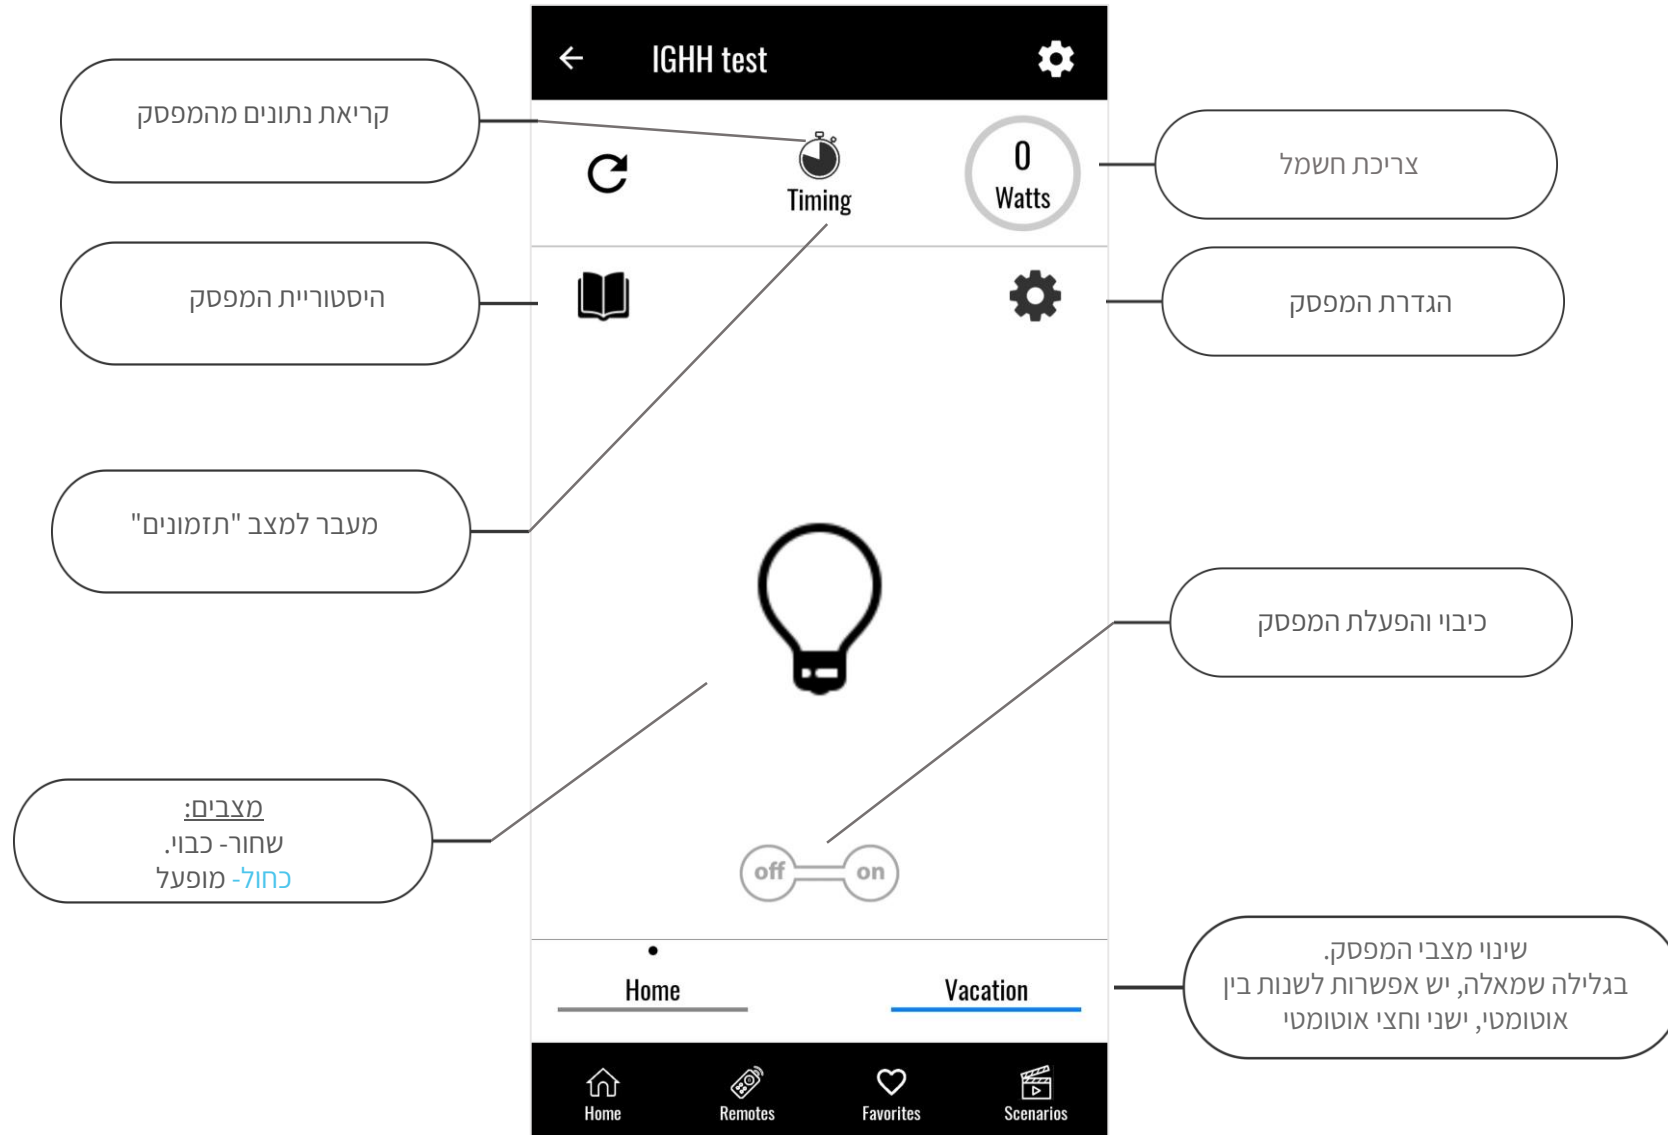 IGHH test
קריאת נתונים מהמפסק
0
Watts
Timing
צריכת חשמל
היסטוריית המפסק
הגדרת המפסק
מעבר למצב "תזמונים"
כיבוי והפעלת המפסק
מצבים:
שחור- כבוי.
כחול- מופעל
off
on
שינוי מצבי המפסק.
בגלילה שמאלה, יש אפשרות לשנות בין
אוטומטי, ישני וחצי אוטומטי
Home
Vacation
Home
Remotes
Favorites
Scenarios